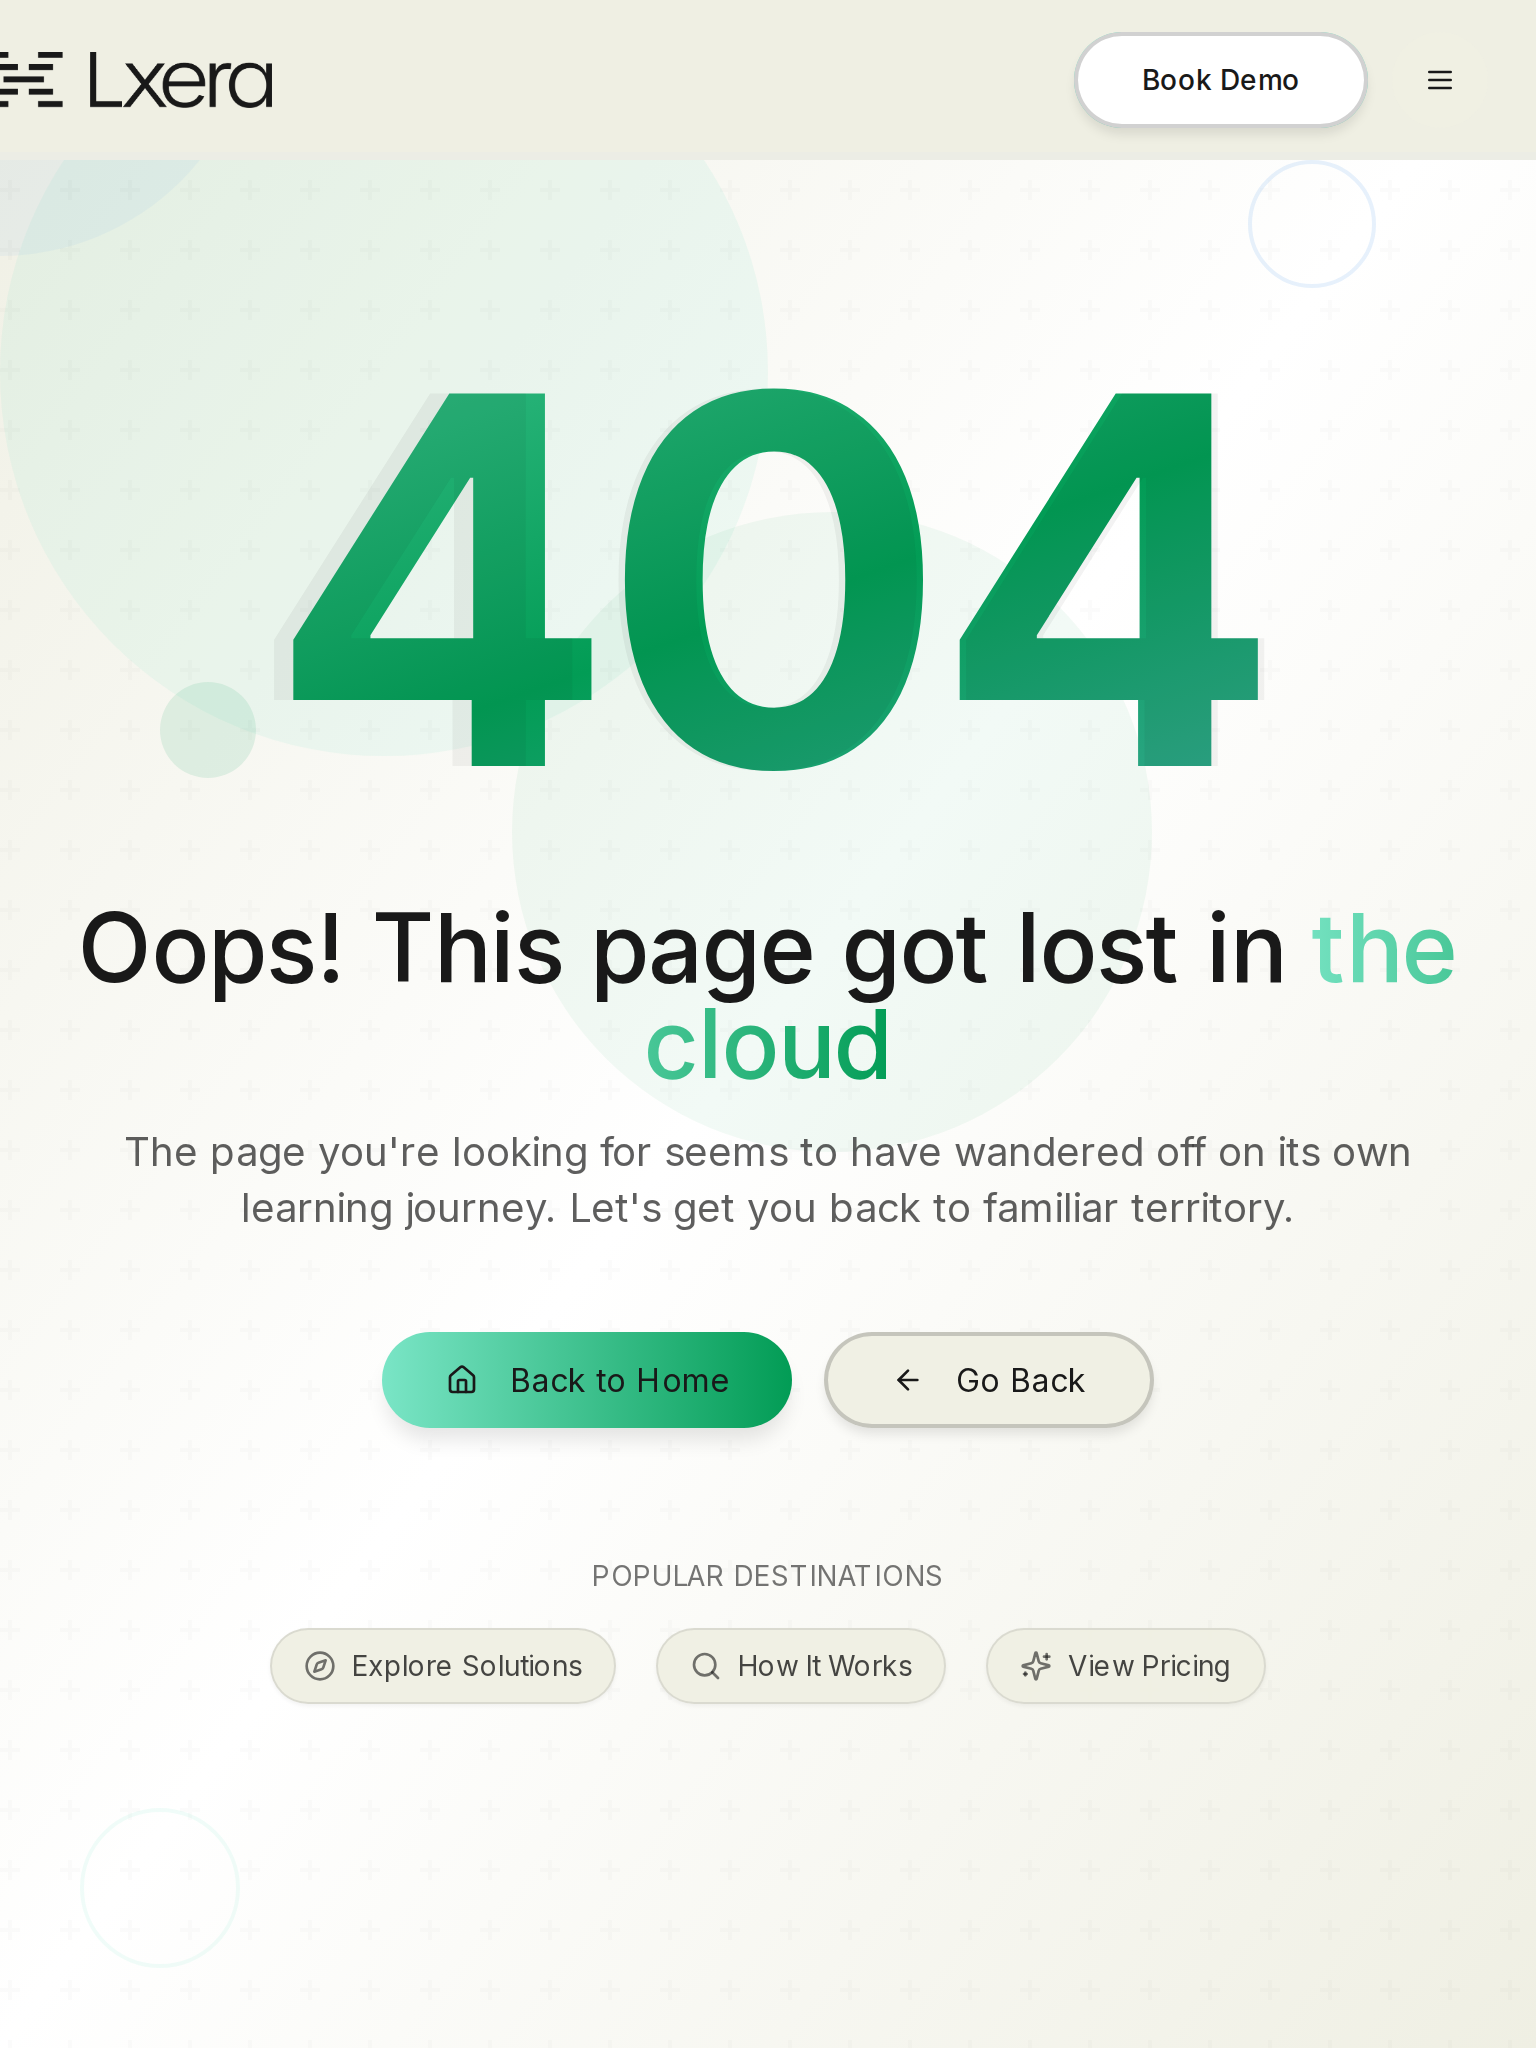 Lxera
Book Demo
404
Oops! This page got lost in the
cloud
The page you're looking for seems to have wandered off on its own
learning journey. Let's get you back to familiar territory.
Back to Home
Go Back
POPULAR DESTINATIONS
Explore Solutions
How It Works
View Pricing